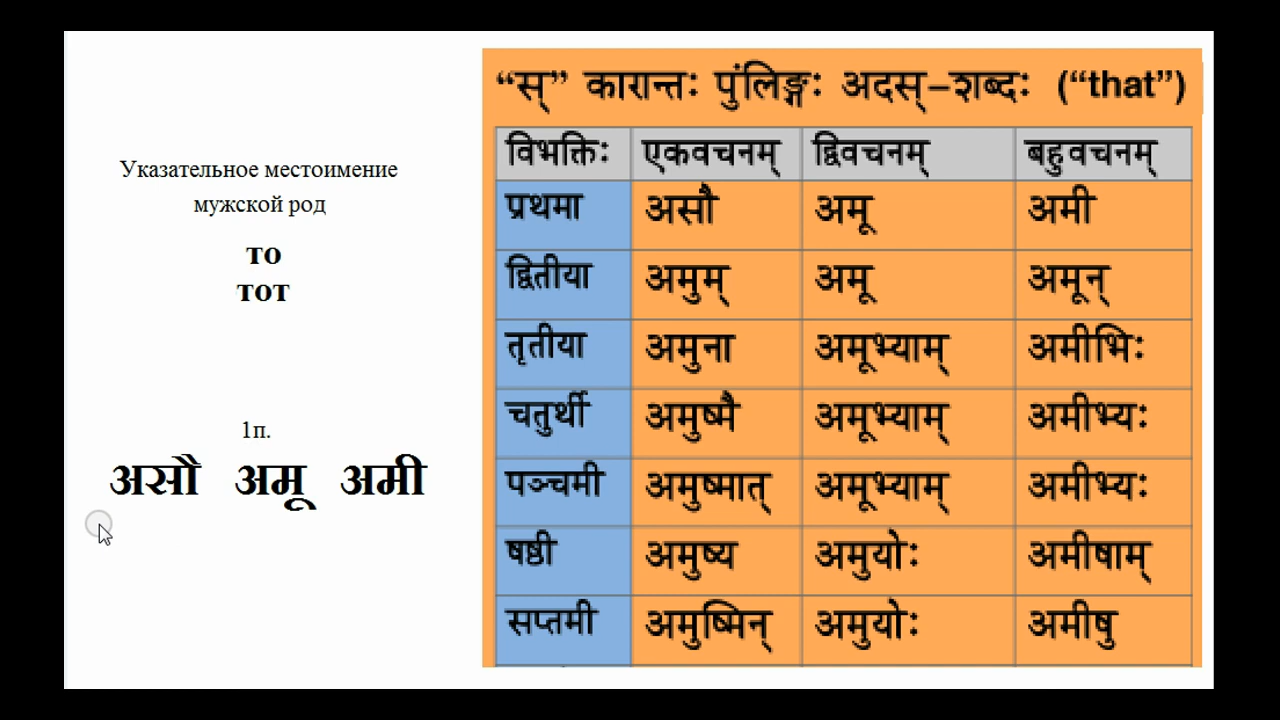 Указательное местоимение
мужской род
то
тот
1п.
असौ अमू अमी
“स्” कारान्तः पुंलिङ्गः अदस्–शब्दः (“that”)
विभक्तिः एकवचनम् द्विवचनम् बहुवचनम्
प्रथमा असौ अमू अमी
द्वितीया अमुम् अमू अमून्
तृतीया अमुना अमूभ्याम् अमीभिः
चतुर्थी अमुष्मै अमूभ्याम् अमीभ्यः
पञ्चमी अमुष्मात् अमूभ्याम् अमीभ्यः
षष्ठी अमुष्य अमुयोः अमीषाम्
सप्तमी अमुष्मिन् अमुयोः अमीषु